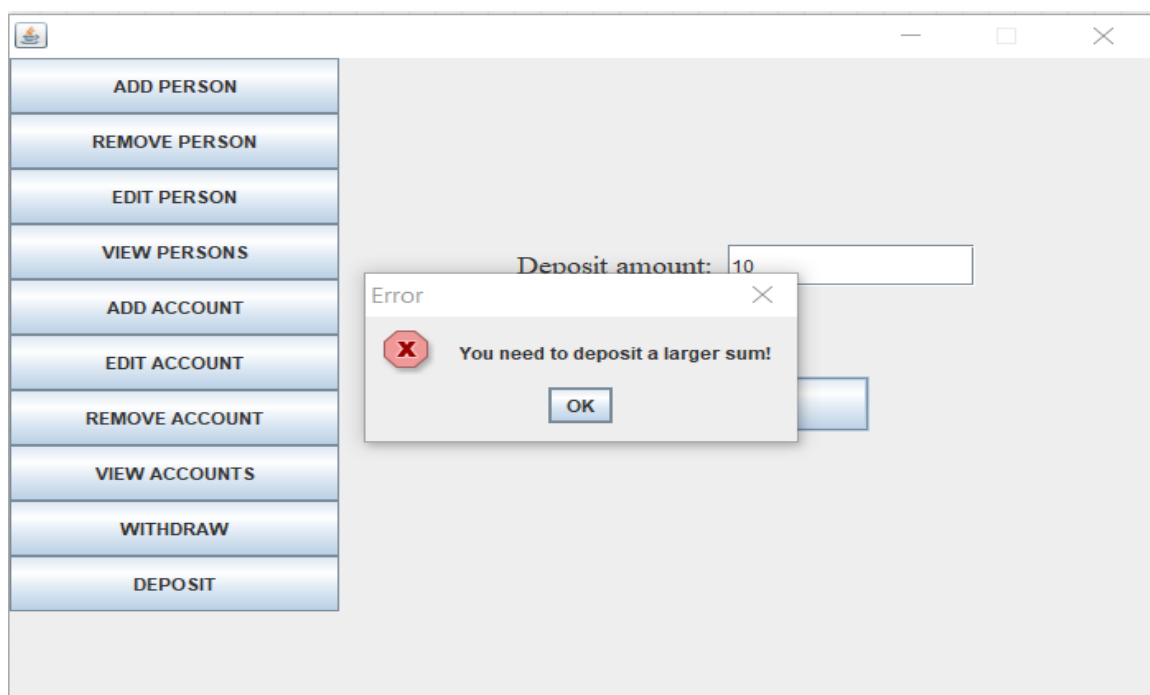 ADD PERSON
REMOVE PERSON
EDIT PERSON
VIEW PERSONS
ADD ACCOUNT
EDIT ACCOUNT
REMOVE ACCOUNT
VIEW ACCOUNTS
WITHDRAW
DEPOSIT
Deposit amount: 10
Error
You need to deposit a larger sum!
OK